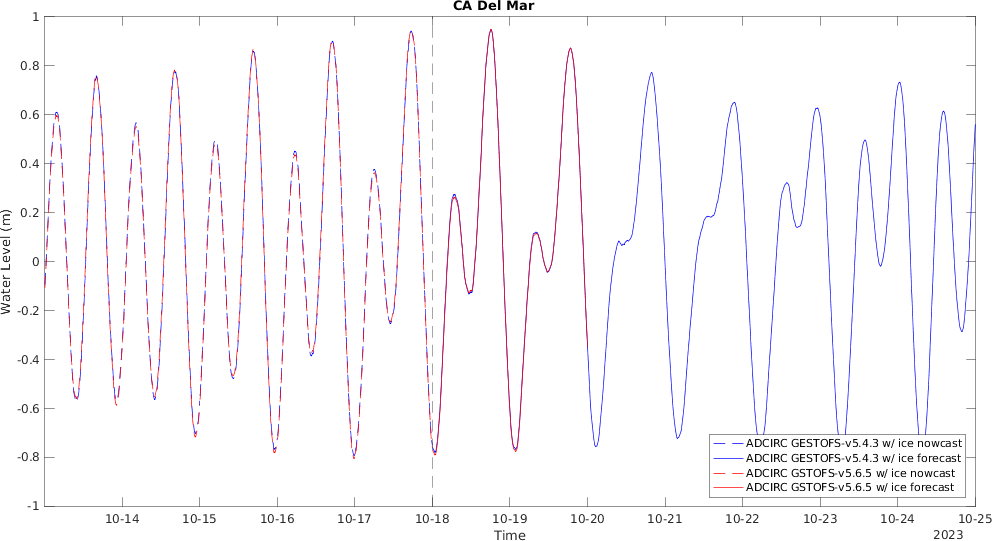 CA Del Mar
1
0.8
0.6
0.4
0.2
0
-0.2
-0.4
-0.6
-0.8
-1
Water Level (m)
ADCIRC GESTOFS-v5.4.3 w/ ice nowcast
ADCIRC GESTOFS-v5.4.3 w/ ice forecast
ADCIRC GSTOFS-v5.6.5 w/ ice nowcast
ADCIRC GSTOFS-v5.6.5 w/ ice forecast
10-14 10-15 10-16 10-17 10-18 10-19 10-20 10-21 10-22 10-23 10-24 10-25
Time
2023